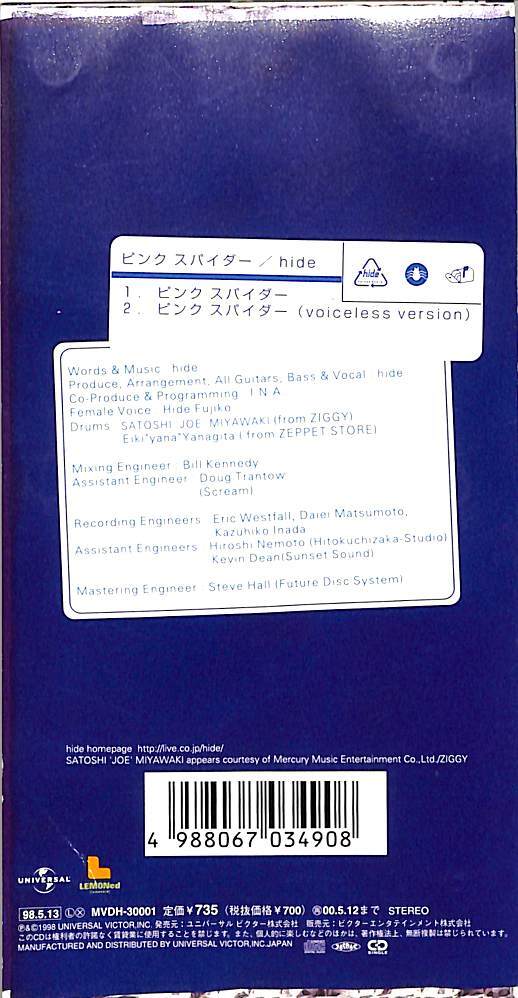 ピンク スパイダー / hide
hide
1. ピンク スパイダー
2. ピンク スパイダー (voiceless version)
Words & Music hide
Produce, Arrangement, All Guitars, Bass & Vocal hide
Co-Produce & Programming I N A
Female Voice Hide Fujiko
Drums SATOSHI JOE MIYAWAKI (from ZIGGY)
Eiki"yana"Yanagita ( from ZEPPET STORE)
Mixing Engineer Bill Kennedy
Assistant Engineer Doug Trantow
(Scream)
Recording Engineers Eric Westfall, Daiei Matsumoto,
Kazuhiko Inada
Assistant Engineers Hiroshi Nemoto (Hitokuchizaka-Studio)
Kevin Dean(Sunset Sound)
Mastering Engineer Steve Hall (Future Disc System)
hide homepage http://live.co.jp/hide/
SATOSHI 'JOE' MIYAWAKI appears courtesy of Mercury Music Entertainment Co.,Ltd./ZIGGY
4 988067 034908
UNIVERSAL
LEMONed
98.5.13 Ⓛ Ⓧ MVDH-30001 定価¥735 (税抜価格¥700) 再00.5.12まで STEREO
Ⓟ&©1998 UNIVERSAL VICTOR,INC. 発売元:ユニバーサル ビクター株式会社 販売元:ビクターエンタテインメント株式会社
このCDは権利者の許諾なく賃貸業に使用することを禁じます。また、個人的に楽しむなどのほかは、著作権法上、無断複製は禁じられています。
MANUFACTURED AND DISTRIBUTED BY UNIVERSAL VICTOR,INC.JAPAN
CD SINGLE